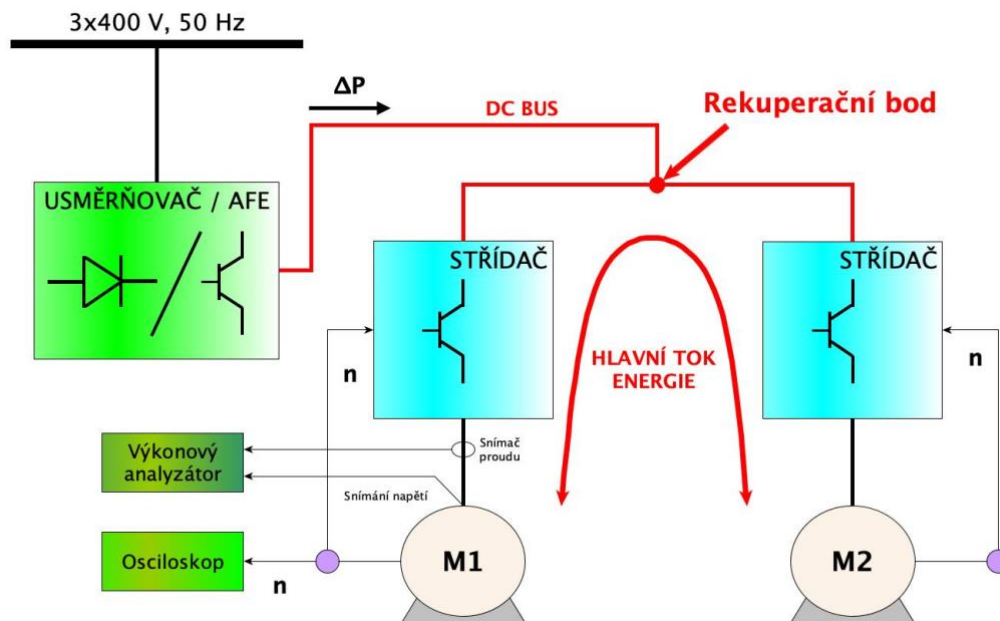 3x400 V, 50 Hz
ΔP
DC BUS
Rekuperační bod
USMĚRŇOVAČ / AFE
STŘÍDAČ
STŘÍDAČ
n
HLAVNÍ TOK
ENERGIE
n
Výkonový
analyzátor
Snímač
proudu
Snímání napětí
Osciloskop
n
M1
M2